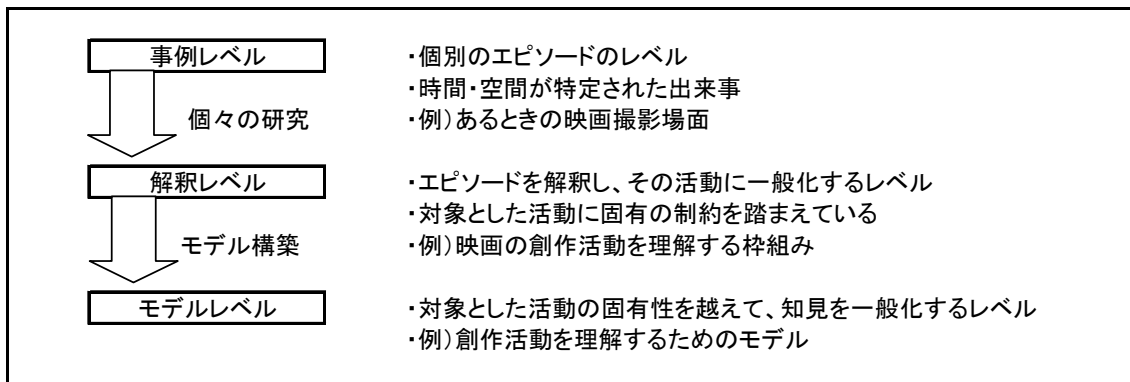 事例レベル
・個別のエピソードのレベル
・時間・空間が特定された出来事
個々の研究
・例）あるときの映画撮影場面
解釈レベル
・エピソードを解釈し、その活動に一般化するレベル
・対象とした活動に固有の制約を踏まえている
モデル構築
・例）映画の創作活動を理解する枠組み
モデルレベル
・対象とした活動の固有性を越えて、知見を一般化するレベル
・例）創作活動を理解するためのモデル